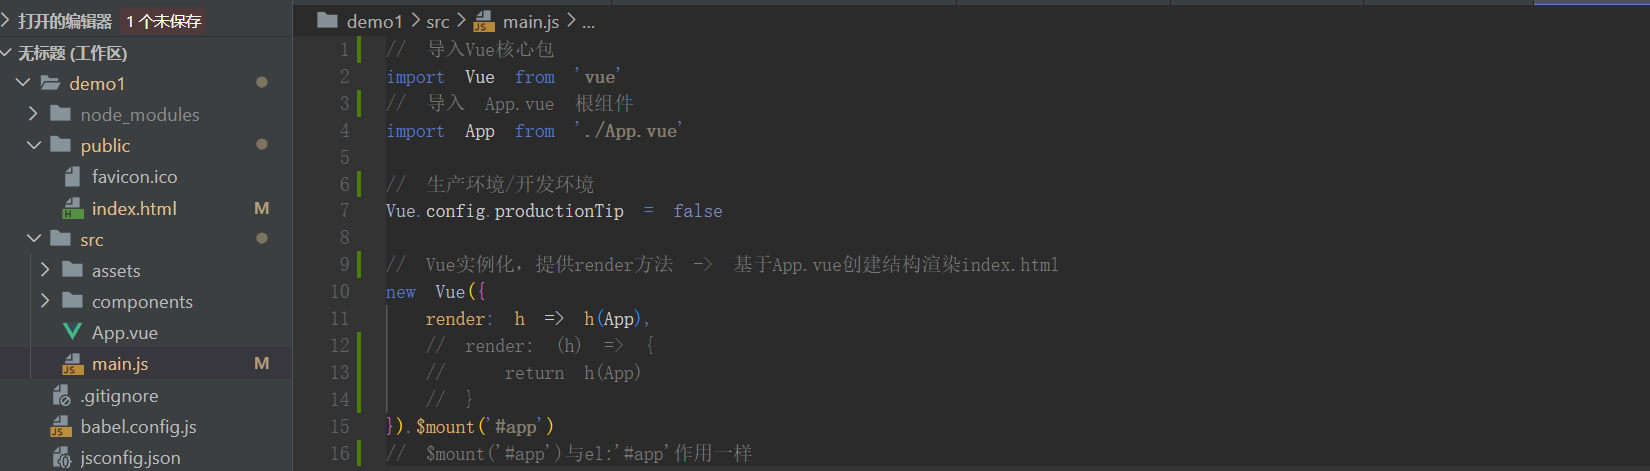 打开的编辑器 1 个未保存
无标题 (工作区)
demo1
node_modules
public
favicon.ico
index.html M
src
assets
components
App.vue
main.js M
.gitignore
babel.config.js
jsconfig.json
demo1 > src > JS main.js > ...
1 // 导入Vue核心包
2 import Vue from 'vue'
3 // 导入 App.vue 根组件
4 import App from './App.vue'
5
6 // 生产环境/开发环境
7 Vue.config.productionTip = false
8
9 // Vue实例化，提供render方法 -> 基于App.vue创建结构渲染index.html
10 new Vue({
11 render: h => h(App),
12 // render: (h) => {
13 // return h(App)
14 // }
15 }).$mount('#app')
16 // $mount('#app')与el:'#app'作用一样